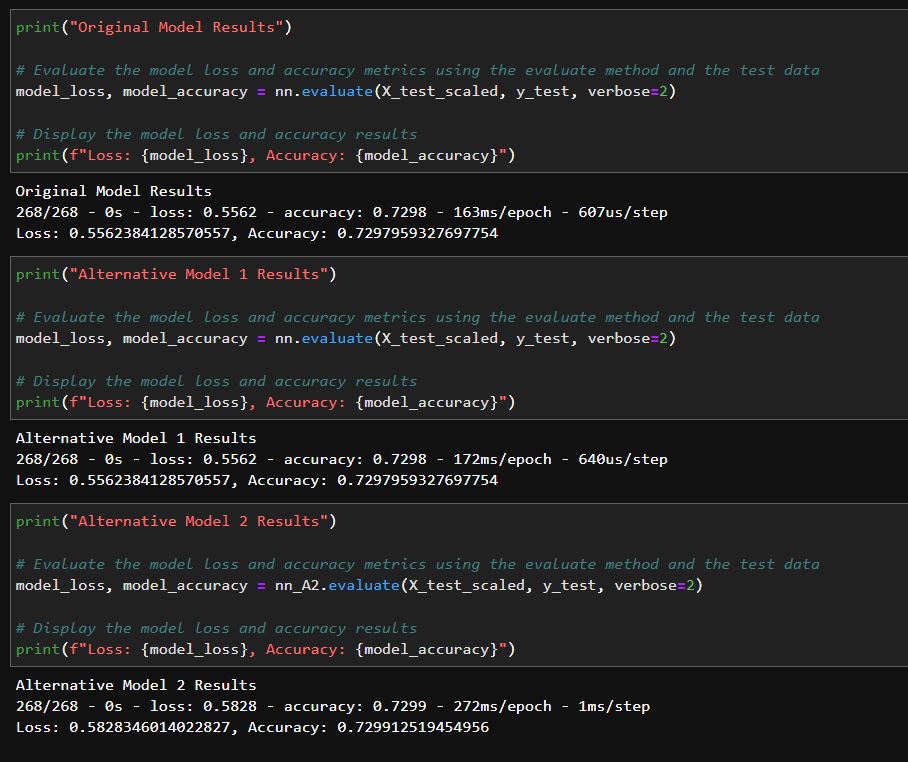 print("Original Model Results")
# Evaluate the model loss and accuracy metrics using the evaluate method and the test data
model_loss, model_accuracy = nn.evaluate(X_test_scaled, y_test, verbose=2)
# Display the model loss and accuracy results
print(f"Loss: {model_loss}, Accuracy: {model_accuracy}")
Original Model Results
268/268 - 0s - loss: 0.5562 - accuracy: 0.7298 - 163ms/epoch - 607us/step
Loss: 0.5562384128570557, Accuracy: 0.7297959327697754
print("Alternative Model 1 Results")
# Evaluate the model loss and accuracy metrics using the evaluate method and the test data
model_loss, model_accuracy = nn.evaluate(X_test_scaled, y_test, verbose=2)
# Display the model loss and accuracy results
print(f"Loss: {model_loss}, Accuracy: {model_accuracy}")
Alternative Model 1 Results
268/268 - 0s - loss: 0.5562 - accuracy: 0.7298 - 172ms/epoch - 640us/step
Loss: 0.5562384128570557, Accuracy: 0.7297959327697754
print("Alternative Model 2 Results")
# Evaluate the model loss and accuracy metrics using the evaluate method and the test data
model_loss, model_accuracy = nn_A2.evaluate(X_test_scaled, y_test, verbose=2)
# Display the model loss and accuracy results
print(f"Loss: {model_loss}, Accuracy: {model_accuracy}")
Alternative Model 2 Results
268/268 - 0s - loss: 0.5828 - accuracy: 0.7299 - 272ms/epoch - 1ms/step
Loss: 0.5828346014022827, Accuracy: 0.729912519454956